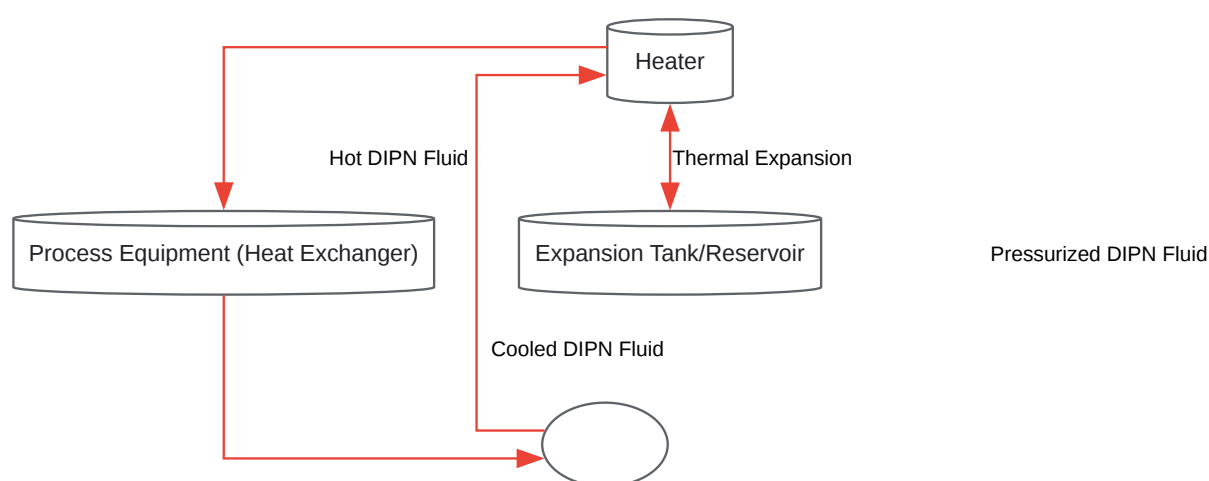 Heater
Hot DIPN Fluid
Thermal Expansion
Process Equipment (Heat Exchanger)
Expansion Tank/Reservoir
Pressurized DIPN Fluid
Cooled DIPN Fluid